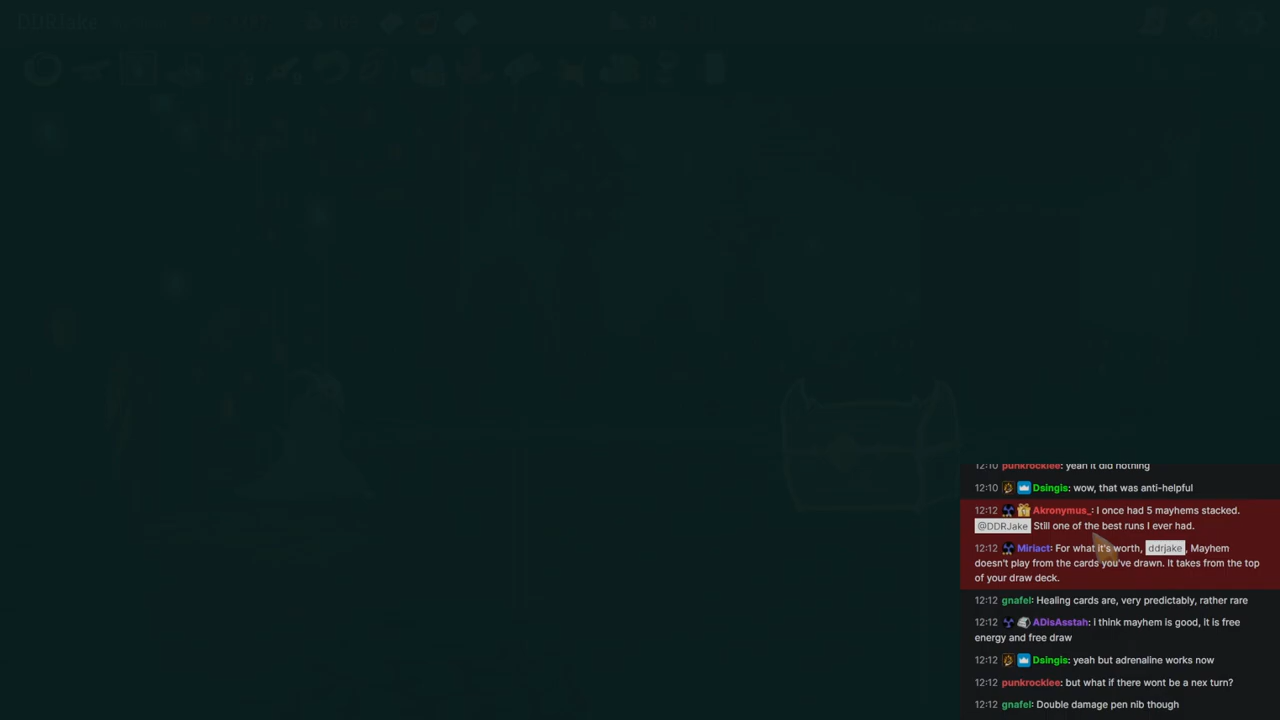 DDRJake
12:10 punkrocklee: yeah it did nothing
12:10 Dsingis: wow, that was anti-helpful
12:12 Akronymus_: I once had 5 mayhems stacked.
@DDRJake Still one of the best runs I ever had.
12:12 Miriact: For what it's worth, ddrjake, Mayhem
doesn't play from the cards you've drawn. It takes from the top
of your draw deck.
12:12 gnafel: Healing cards are, very predictably, rather rare
12:12 ADisAsstah: i think mayhem is good, it is free
energy and free draw
12:12 Dsingis: yeah but adrenaline works now
12:12 punkrocklee: but what if there wont be a nex turn?
12:12 gnafel: Double damage pen nib though